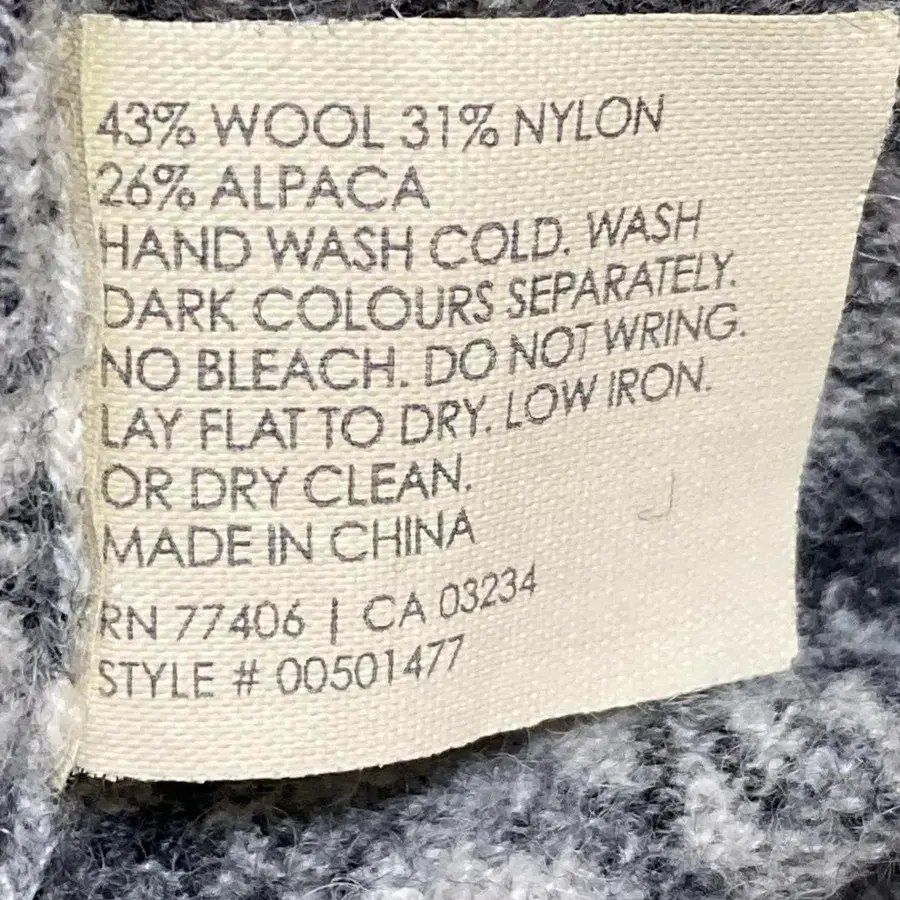 43% WOOL 31% NYLON
26% ALPACA
HAND WASH COLD. WASH
DARK COLOURS SEPARATELY.
NO BLEACH. DO NOT WRING.
LAY FLAT TO DRY. LOW IRON.
OR DRY CLEAN.
MADE IN CHINA
RN 77406 | CA 03234
STYLE # 00501477